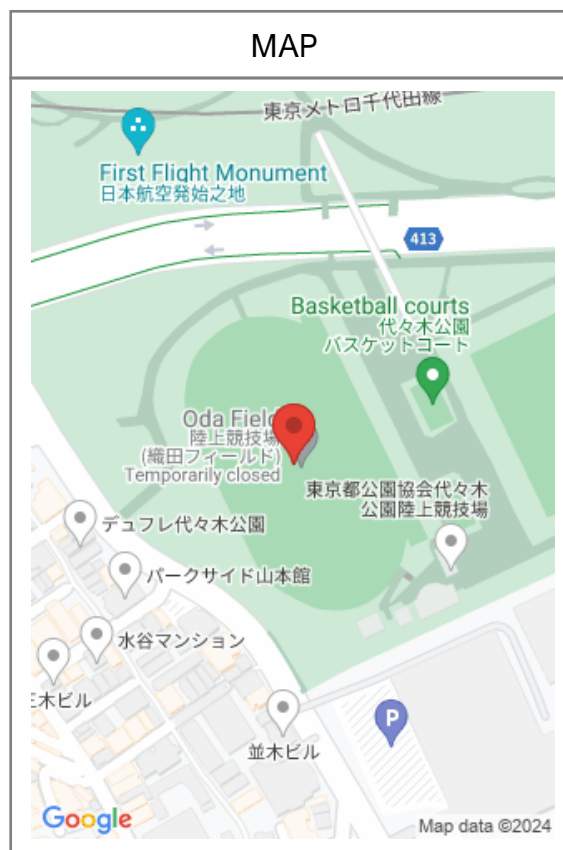 MAP
東京メトロ千代田線
First Flight Monument
日本航空発始之地
413
Basketball courts
代々木公園
バスケットコート
Oda Field
陸上競技場
(織田フィールド)
Temporarily closed
東京都公園協会代々木
公園陸上競技場
デュフレ代々木公園
パークサイド山本館
水谷マンション
木ビル
並木ビル
P
Google
Map data ©2024